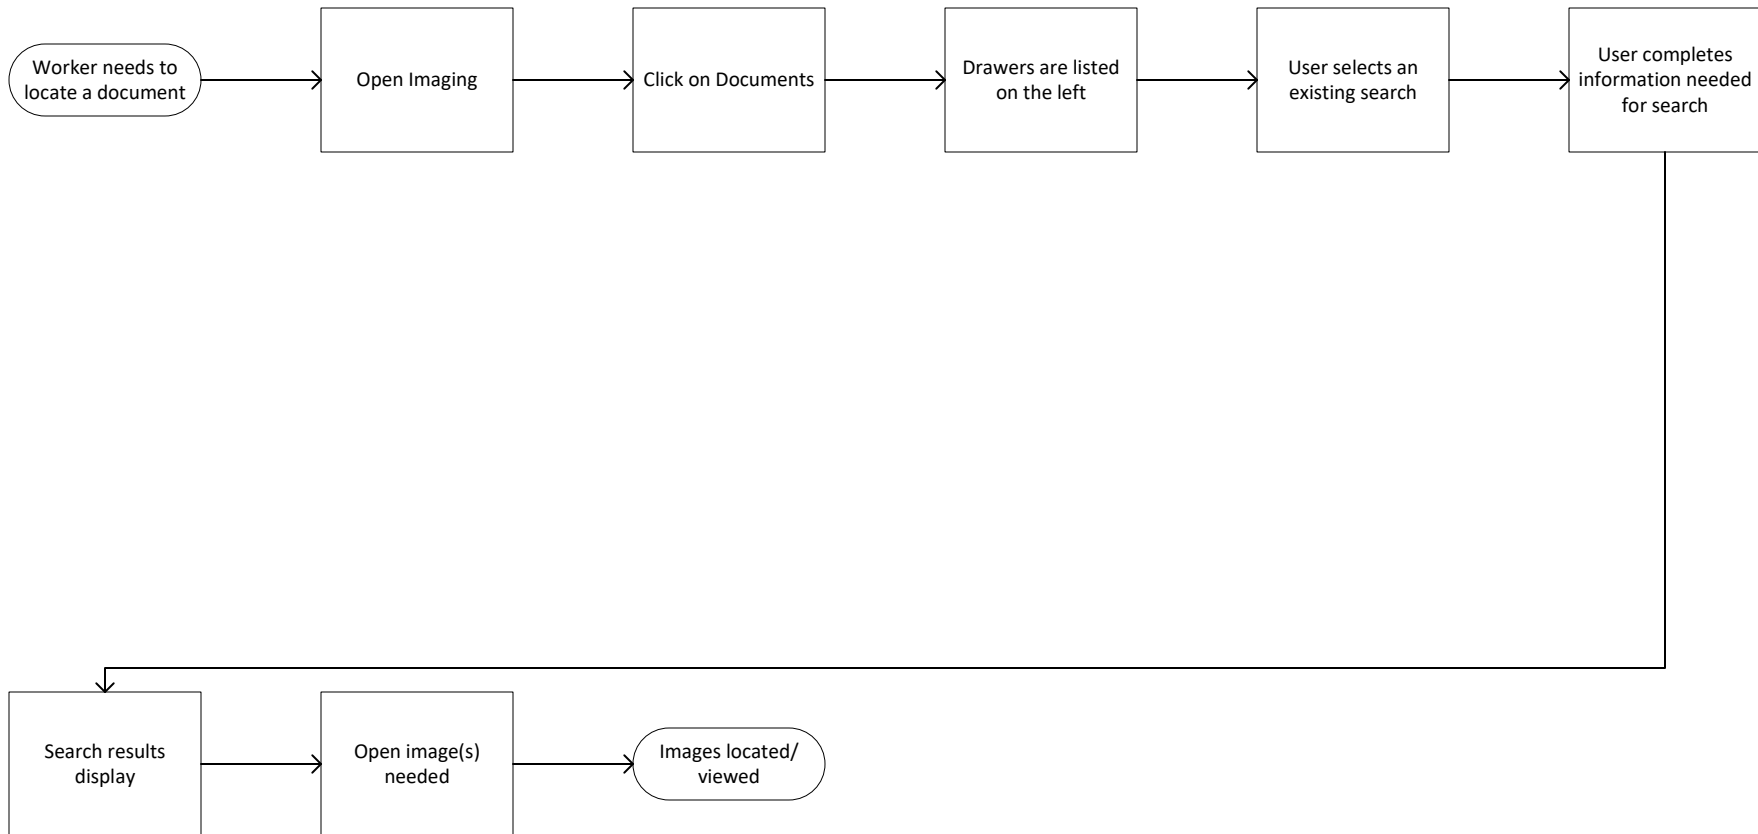 Worker needs to
locate a document
Open Imaging
Click on Documents
Drawers are listed
on the left
User selects an
existing search
User completes
information needed
for search
Search results
display
Open image(s)
needed
Images located/
viewed